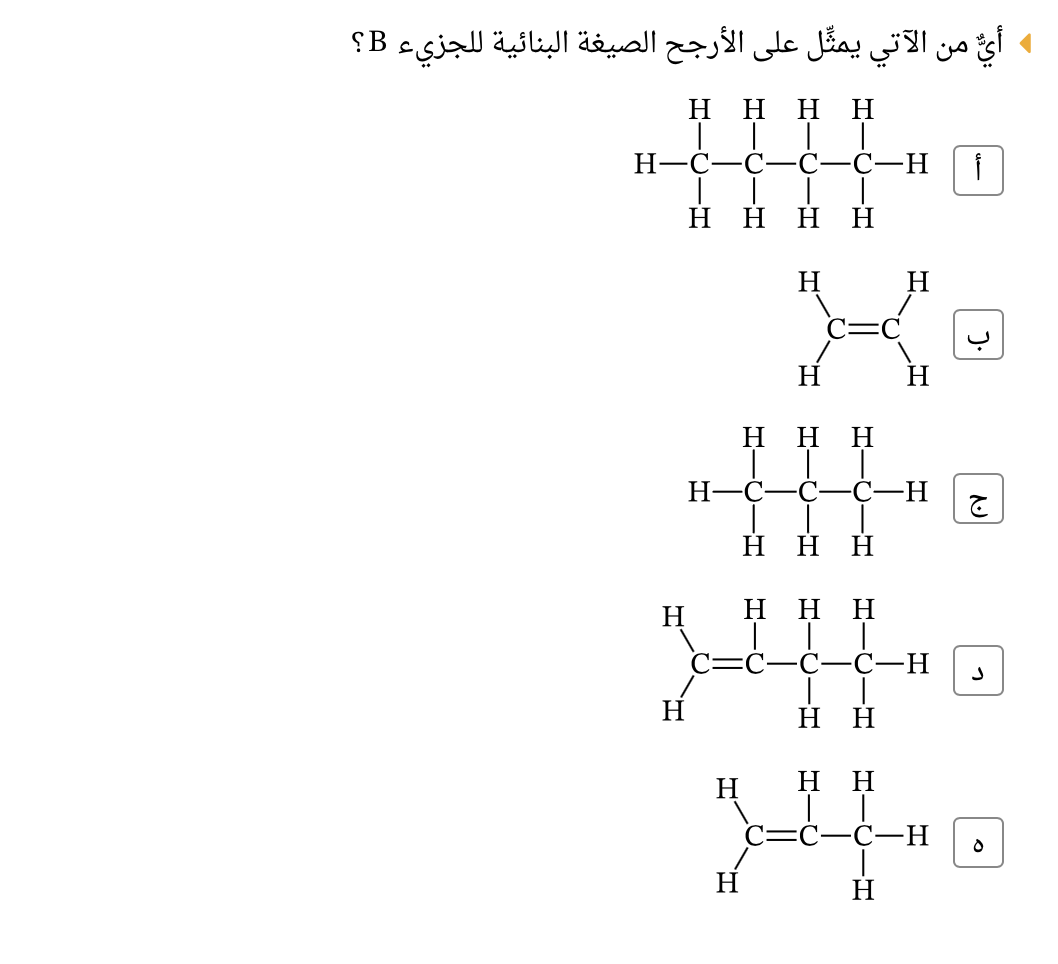 أيٌّ من الآتي يمثِّل على الأرجح الصيغة البنائية للجزيء B؟
H H H H
أ H—C—C—C—C—H
H H H H
H H
ب C=C
H H
H H H
ج H—C—C—C—H
H H H
H H H H
د C=C—C—C—H
H H H
H H H
ه C=C—C—H
H H